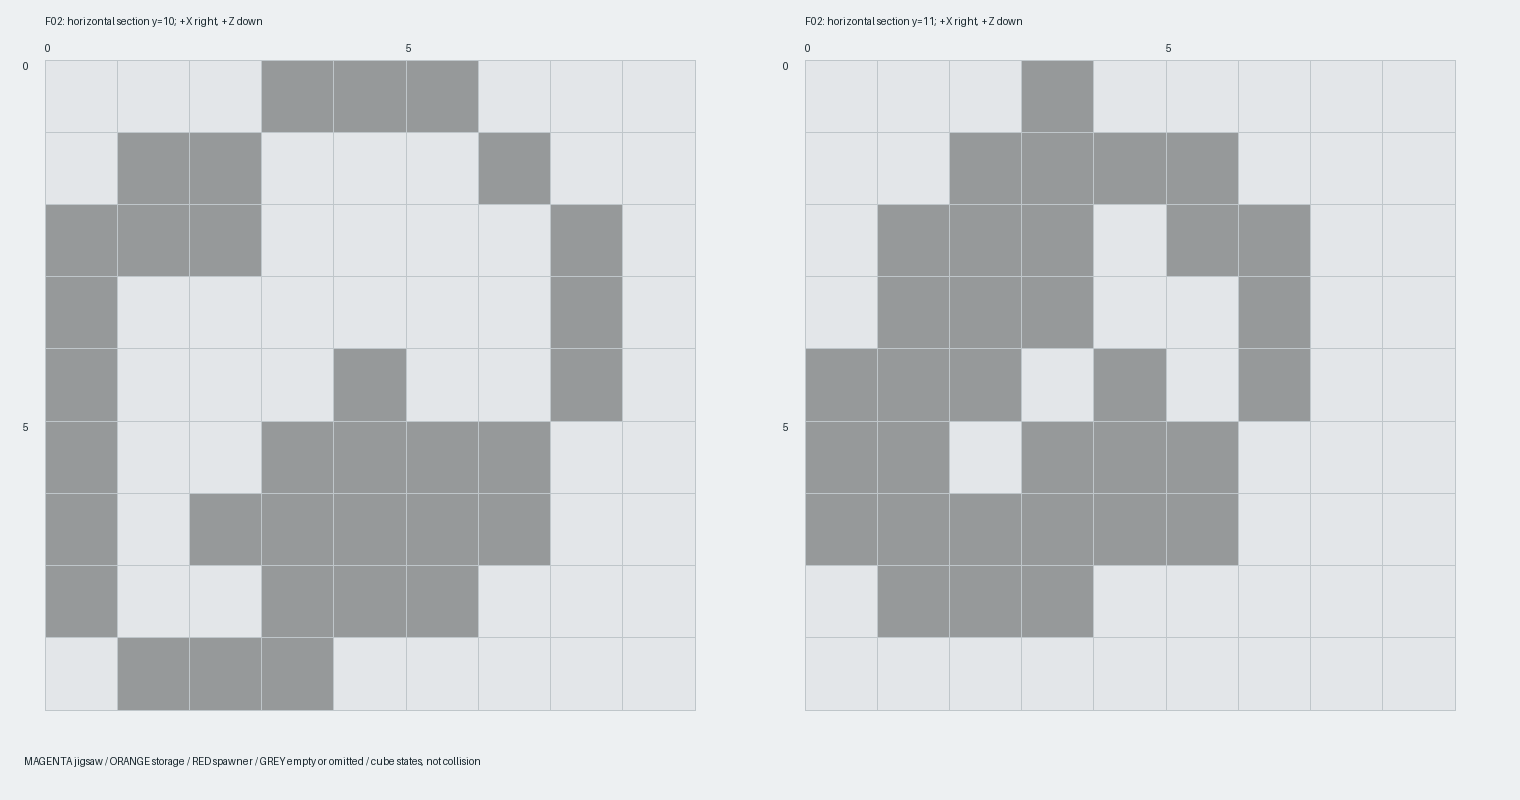 F02: horizontal section y=10; +X right, +Z down
F02: horizontal section y=11; +X right, +Z down
0 5
0 5
0
0
5
5
MAGENTA jigsaw / ORANGE storage / RED spawner / GREY empty or omitted / cube states, not collision